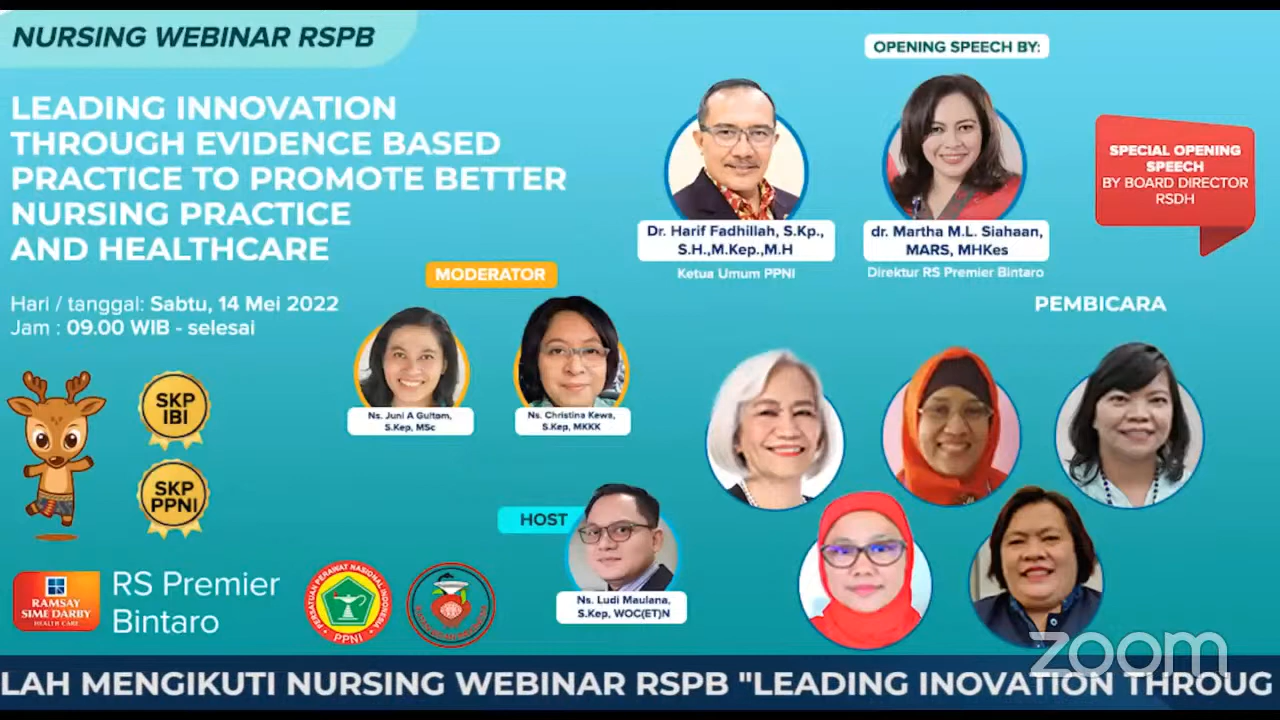 NURSING WEBINAR RSPB
LEADING INNOVATION
THROUGH EVIDENCE BASED
PRACTICE TO PROMOTE BETTER
NURSING PRACTICE
AND HEALTHCARE
Hari / tanggal: Sabtu, 14 Mei 2022
Jam : 09.00 WIB - selesai
OPENING SPEECH BY:
Dr. Harif Fadhillah, S.Kp.,
S.H.,M.Kep.,M.H
Ketua Umum PPNI
dr. Martha M.L. Siahaan,
MARS, MHKes
Direktur RS Premier Bintaro
SPECIAL OPENING
SPEECH
BY BOARD DIRECTOR
RSDH
MODERATOR
Ns. Juni A Gultom,
S.Kep, MSc
Ns. Christina Kewa,
S.Kep, MKKK
PEMBICARA
SKP
IBI
SKP
PPNI
HOST
Ns. Ludi Maulana,
S.Kep, WOC(ET)N
RAMSAY
SIME DARBY
HEALTH CARE
RS Premier
Bintaro
PERSATUAN PERAWAT NASIONAL INDONESIA
PPNI
zoom
LAH MENGIKUTI NURSING WEBINAR RSPB "LEADING INOVATION THROUG